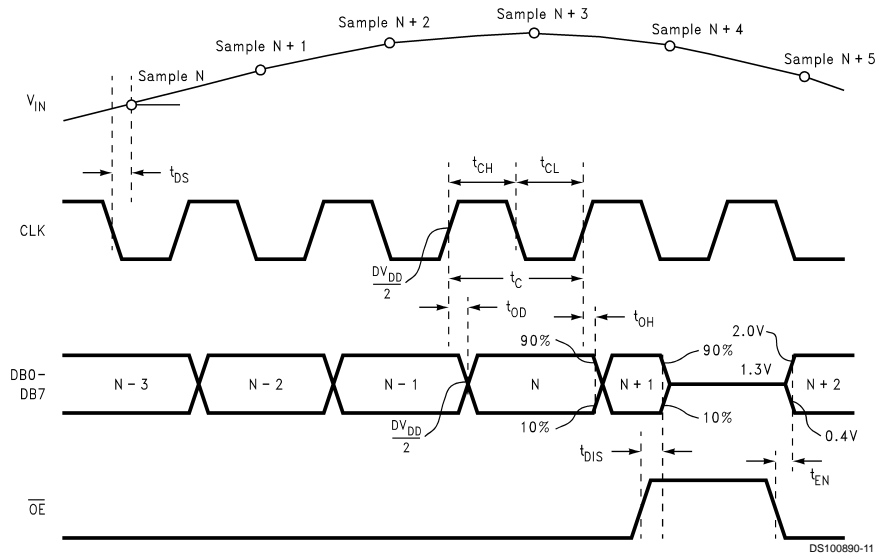 Sample N
Sample N + 1
Sample N + 2
Sample N + 3
Sample N + 4
Sample N + 5
VIN
tDS
tCH
tCL
CLK
DVDD
2
tC
tOD
tOH
90%
90%
2.0V
1.3V
DB0-
DB7
N - 3
N - 2
N - 1
N
N + 1
N + 2
DVDD
2
10%
10%
0.4V
tDIS
tEN
OE
DS100890-11